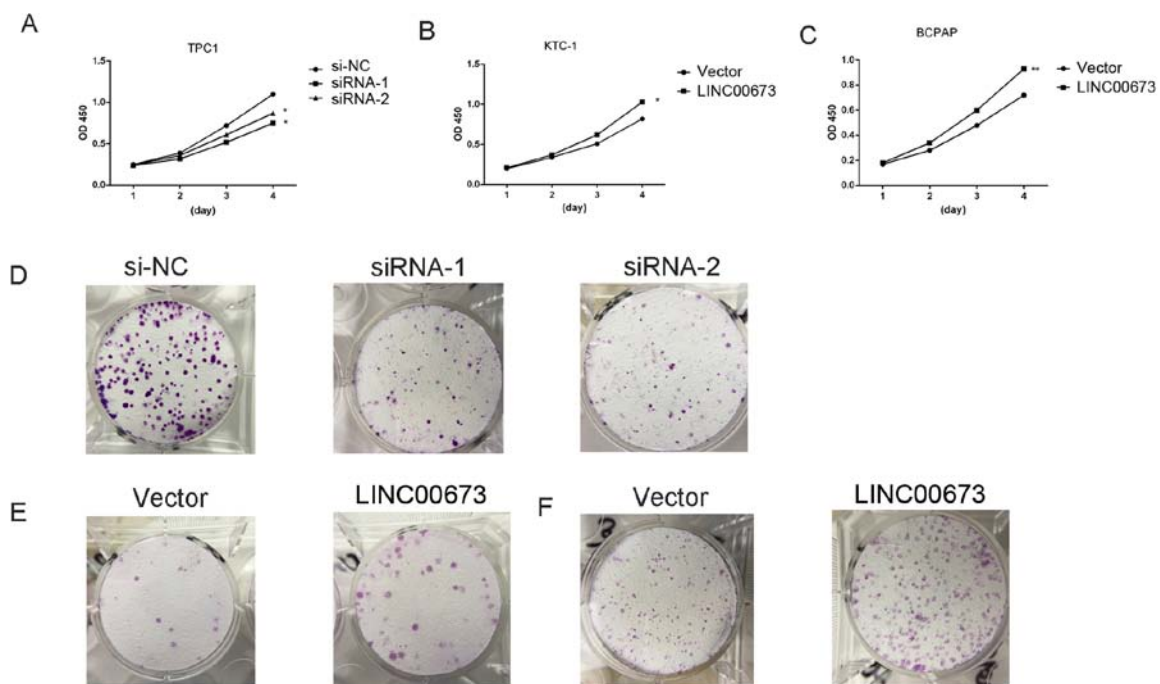 A
TPC1
OD 450
1.5
1.0
0.5
0.0
1 2 3 4
(day)
si-NC
siRNA-1
siRNA-2
*
*
B
KTC-1
OD 450
1.5
1.0
0.5
0.0
1 2 3 4
(day)
Vector
LINC00673
*
C
BCPAP
OD 450
1.0
0.8
0.6
0.4
0.2
0.0
1 2 3 4
(day)
Vector
LINC00673
**
D
si-NC
siRNA-1
siRNA-2
E
Vector
LINC00673
F
Vector
LINC00673